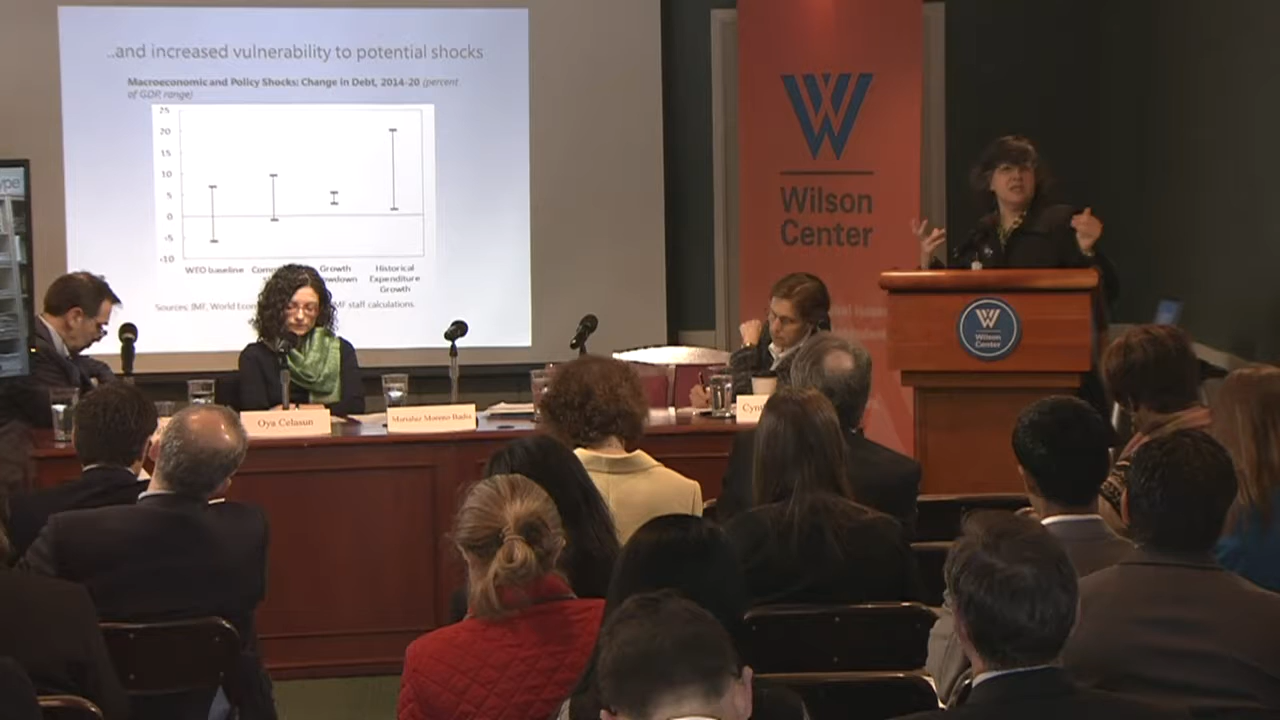 ..and increased vulnerability to potential shocks
Macroeconomic and Policy Shocks: Change in Debt, 2014-20 (percent
of GDP, range)
25
20
15
10
5
0
-5
-10
WEO baseline
Growth
Historical
Expenditure
Growth
Sources: IMF, World
staff calculations.
Wilson
Center
Wilson
Center
Oya Celasun